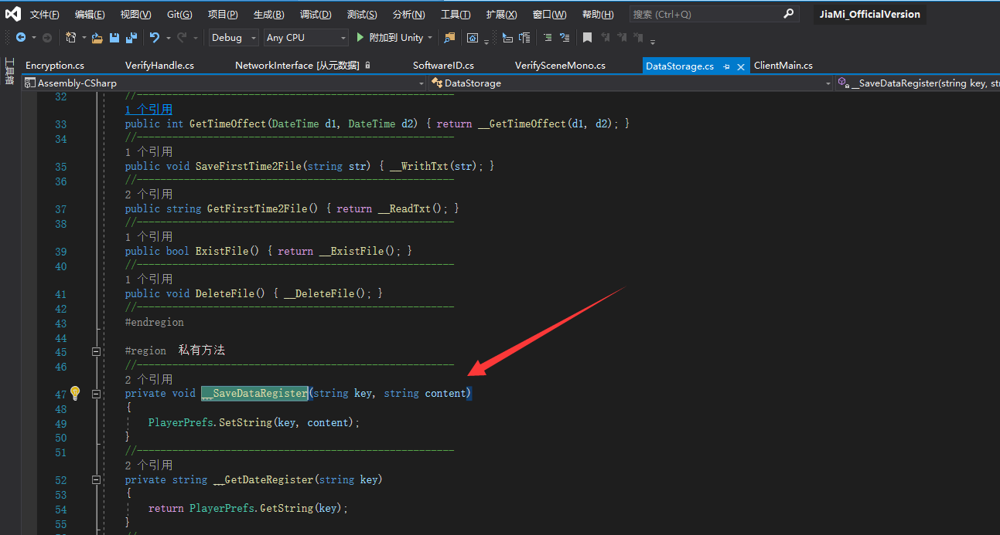 文件(F) 编辑(E) 视图(V) Git(G) 项目(P) 生成(B) 调试(D) 测试(S) 分析(N) 工具(T) 扩展(X) 窗口(W) 帮助(H) 搜索 (Ctrl+Q) JiaMi_OfficialVersion
Debug Any CPU 附加到 Unity
工具箱
Encryption.cs VerifyHandle.cs NetworkInterface [从元数据] SoftwareID.cs VerifySceneMono.cs DataStorage.cs ClientMain.cs
Assembly-CSharp DataStorage __SaveDataRegister(string key, str
32 //------------------------------------------------------
1 个引用
33 public int GetTimeOffect(DateTime d1, DateTime d2) { return __GetTimeOffect(d1, d2); }
34 //------------------------------------------------------
1 个引用
35 public void SaveFirstTime2File(string str) { __WrithTxt(str); }
36 //------------------------------------------------------
2 个引用
37 public string GetFirstTime2File() { return __ReadTxt(); }
38 //------------------------------------------------------
1 个引用
39 public bool ExistFile() { return __ExistFile(); }
40 //------------------------------------------------------
1 个引用
41 public void DeleteFile() { __DeleteFile(); }
42 //------------------------------------------------------
43 #endregion
44
45 #region 私有方法
46 //------------------------------------------------------
2 个引用
47 private void __SaveDataRegister(string key, string content)
48 {
49 PlayerPrefs.SetString(key, content);
50 }
51 //------------------------------------------------------
2 个引用
52 private string __GetDateRegister(string key)
53 {
54 return PlayerPrefs.GetString(key);
55 }